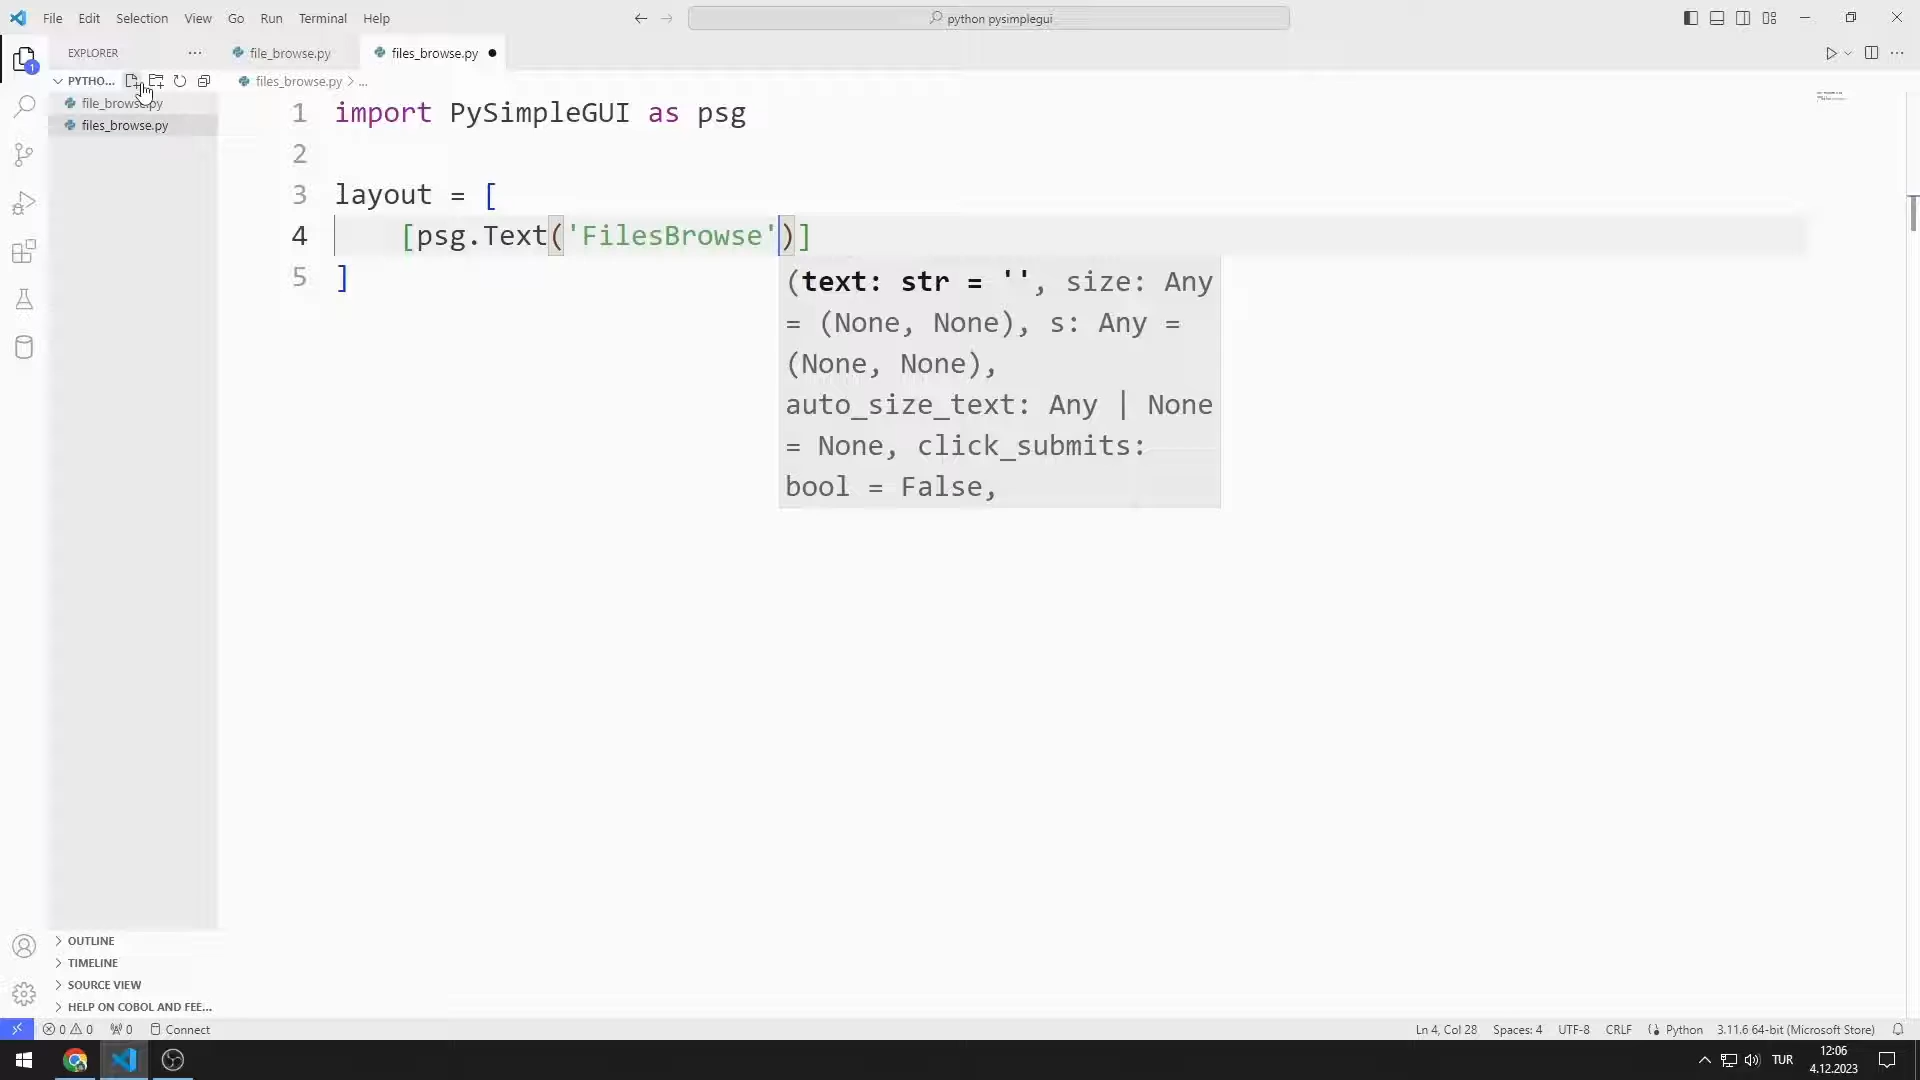 File Edit Selection View Go Run Terminal Help
python pysimplegui
EXPLORER
file_browse.py
files_browse.py
1
PYTHO...
files_browse.py > ...
file_browse.py
files_browse.py
1 import PySimpleGUI as psg
2
3 layout = [
4 [psg.Text('FilesBrowse')]
5 ]
(text: str = '', size: Any
= (None, None), s: Any =
(None, None),
auto_size_text: Any | None
= None, click_submits:
bool = False,
OUTLINE
TIMELINE
SOURCE VIEW
HELP ON COBOL AND FEE...
0 0 0 Connect
Ln 4, Col 28 Spaces: 4 UTF-8 CRLF Python 3.11.6 64-bit (Microsoft Store)
TUR
12:06
4.12.2023